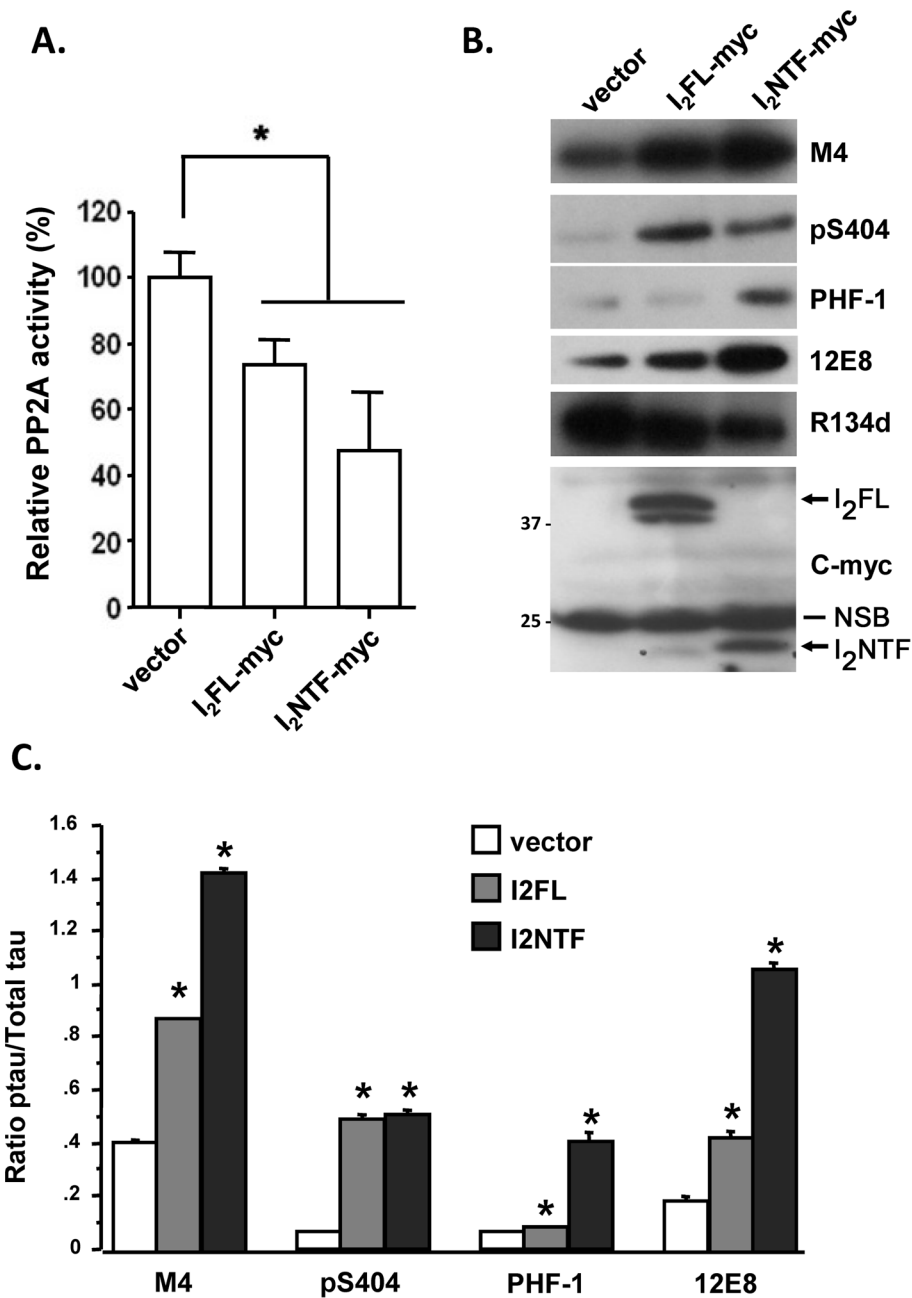 A.
*
Relative PP2A activity (%)
120
100
80
60
40
20
0
vector
I2FL-myc
I2NTF-myc
B.
vector
I2FL-myc
I2NTF-myc
M4
pS404
PHF-1
12E8
R134d
I2FL
37 -
C-myc
25 -
NSB
I2NTF
C.
Ratio ptau/Total tau
1.6
1.4
1.2
1
.8
.6
.4
.2
0
vector
I2FL
I2NTF
* *
* *
* *
* *
M4
pS404
PHF-1
12E8